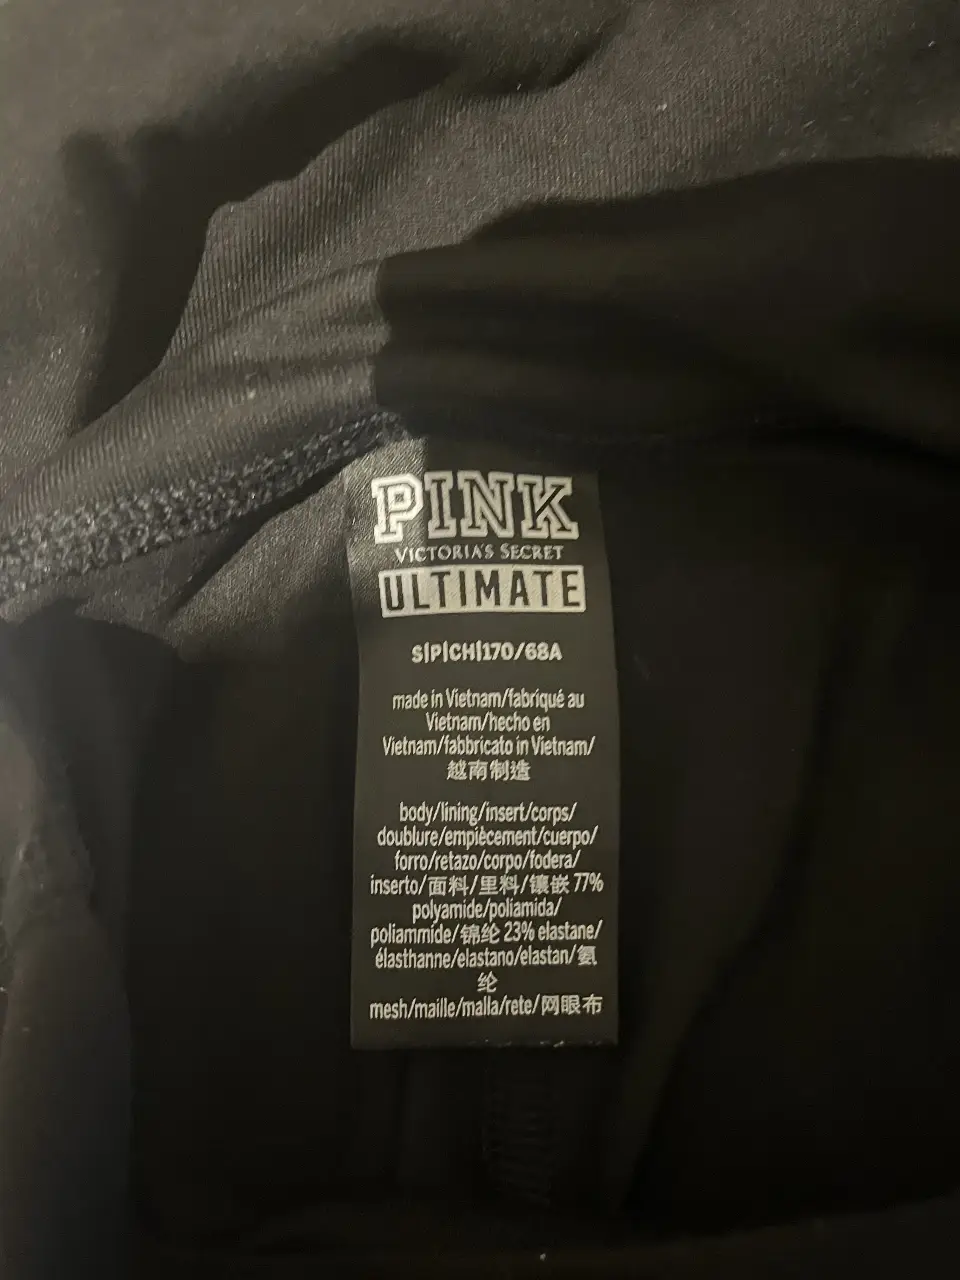 PINK
VICTORIA'S SECRET
ULTIMATE
S|P|CH|170/68A
made in Vietnam/fabriqué au
Vietnam/hecho en
Vietnam/fabbricato in Vietnam/
越南制造
body/lining/insert/corps/
doublure/empiècement/cuerpo/
forro/retazo/corpo/fodera/
inserto/面料/里料/镶嵌 77%
polyamide/poliamida/
poliammide/锦纶 23% elastane/
élasthanne/elastano/elastan/氨
纶
mesh/maille/malla/rete/网眼布